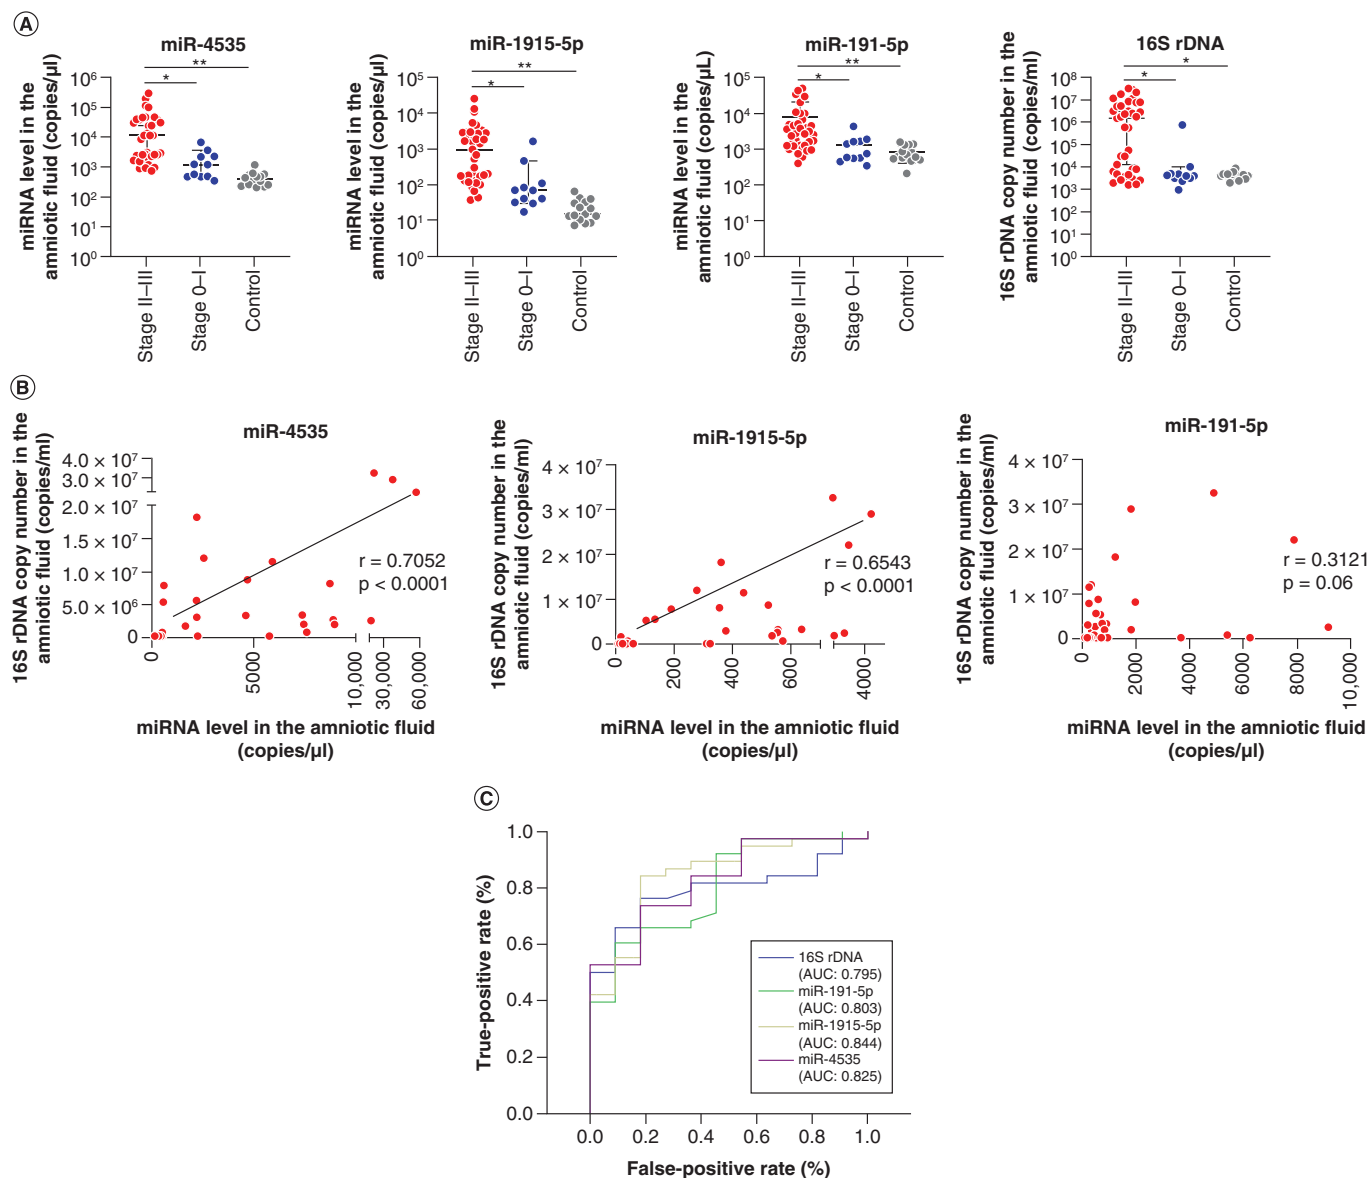 A
miR-4535
miRNA level in the
amniotic fluid (copies/µl)
10⁶
10⁵
10⁴
10³
10²
10¹
10⁰
**
*
Stage II–III
Stage 0–I
Control
miR-1915-5p
miRNA level in the
amniotic fluid (copies/µl)
10⁵
10⁴
10³
10²
10¹
10⁰
**
*
Stage II–III
Stage 0–I
Control
miR-191-5p
miRNA level in the
amniotic fluid (copies/µL)
10⁵
10⁴
10³
10²
10¹
10⁰
**
*
Stage II–III
Stage 0–I
Control
16S rDNA
16S rDNA copy number in the
amniotic fluid (copies/ml)
10⁸
10⁷
10⁶
10⁵
10⁴
10³
10²
10¹
10⁰
*
*
Stage II–III
Stage 0–I
Control
B
miR-4535
16S rDNA copy number in the
amniotic fluid (copies/ml)
4.0 × 10⁷
3.0 × 10⁷
2.0 × 10⁷
1.5 × 10⁷
1.0 × 10⁷
5.0 × 10⁶
0
r = 0.7052
p < 0.0001
0
5000
10,000
30,000
60,000
miRNA level in the amniotic fluid
(copies/µl)
miR-1915-5p
16S rDNA copy number in the
amniotic fluid (copies/ml)
4 × 10⁷
3 × 10⁷
2 × 10⁷
1 × 10⁷
0
r = 0.6543
p < 0.0001
0
200
400
600
4000
miRNA level in the amniotic fluid
(copies/µl)
miR-191-5p
16S rDNA copy number in the
amniotic fluid (copies/ml)
4 × 10⁷
3 × 10⁷
2 × 10⁷
1 × 10⁷
0
r = 0.3121
p = 0.06
0
2000
4000
6000
8000
10,000
miRNA level in the amniotic fluid
(copies/µl)
C
True-positive rate (%)
1.0
0.8
0.6
0.4
0.2
0.0
16S rDNA
(AUC: 0.795)
miR-191-5p
(AUC: 0.803)
miR-1915-5p
(AUC: 0.844)
miR-4535
(AUC: 0.825)
0.0
0.2
0.4
0.6
0.8
1.0
False-positive rate (%)